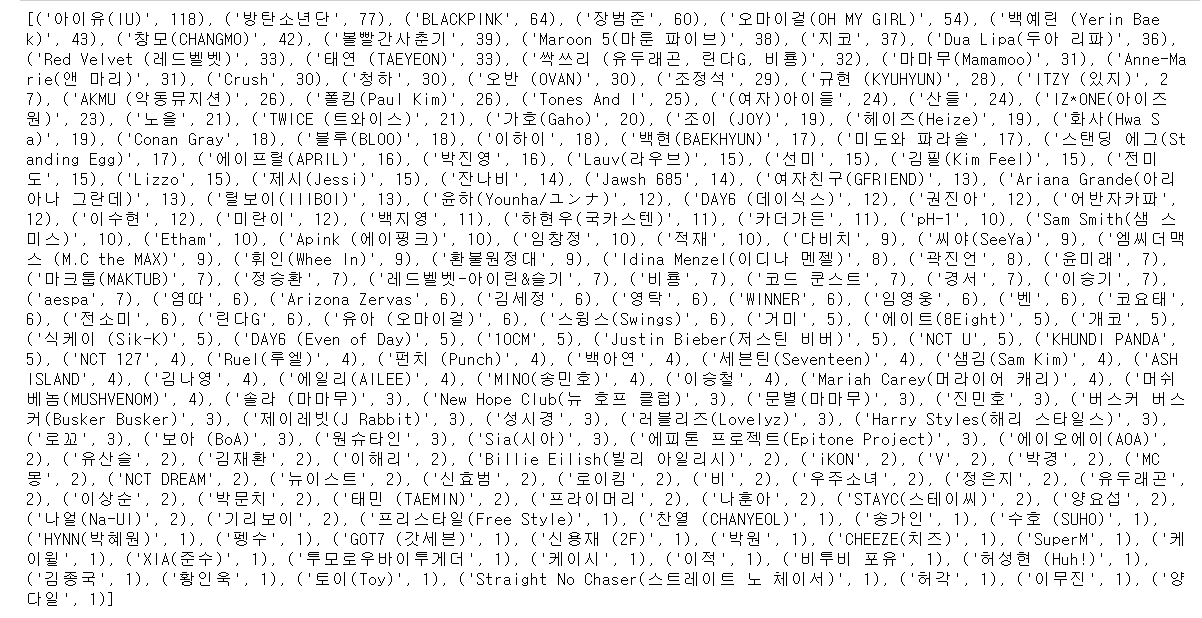 [('아이유(IU)', 118), ('방탄소년단', 77), ('BLACKPINK', 64), ('장범준', 60), ('오마이걸(OH MY GIRL)', 54), ('백예린 (Yerin Bae
k)', 43), ('창모(CHANGMO)', 42), ('볼빨간사춘기', 39), ('Maroon 5(마룬 파이브)', 38), ('지코', 37), ('Dua Lipa(두아 리파)', 36),
('Red Velvet (레드벨벳)', 33), ('태연 (TAEYEON)', 33), ('싹쓰리 (유두래곤, 린다G, 비룡)', 32), ('마마무(Mamamoo)', 31), ('Anne-Ma
rie(앤 마리)', 31), ('Crush', 30), ('청하', 30), ('오반 (OVAN)', 30), ('조정석', 29), ('규현 (KYUHYUN)', 28), ('ITZY (있지)', 2
7), ('AKMU (악동뮤지션)', 26), ('폴킴(Paul Kim)', 26), ('Tones And I', 25), ('(여자)아이들', 24), ('산들', 24), ('IZ*ONE(아이즈
원)', 23), ('노을', 21), ('TWICE (트와이스)', 21), ('가호(Gaho)', 20), ('조이 (JOY)', 19), ('헤이즈(Heize)', 19), ('화사(Hwa S
a)', 19), ('Conan Gray', 18), ('블루(BLOO)', 18), ('이하이', 18), ('백현(BAEKHYUN)', 17), ('미도와 파라솔', 17), ('스탠딩 에그(St
anding Egg)', 17), ('에이프릴(APRIL)', 16), ('박진영', 16), ('Lauv(라우브)', 15), ('선미', 15), ('김필(Kim Feel)', 15), ('전미
도', 15), ('Lizzo', 15), ('제시(Jessi)', 15), ('잔나비', 14), ('Jawsh 685', 14), ('여자친구(GFRIEND)', 13), ('Ariana Grande(아리
아나 그란데)', 13), ('릴보이(lIlBOI)', 13), ('윤하(Younha/ユンナ)', 12), ('DAY6 (데이식스)', 12), ('권진아', 12), ('어반자카파',
12), ('이수현', 12), ('미란이', 12), ('백지영', 11), ('하현우(국카스텐)', 11), ('카더가든', 11), ('pH-1', 10), ('Sam Smith(샘 스
미스)', 10), ('Etham', 10), ('Apink (에이핑크)', 10), ('임창정', 10), ('적재', 10), ('다비치', 9), ('씨야(SeeYa)', 9), ('엠씨더맥
스 (M.C the MAX)', 9), ('휘인(Whee In)', 9), ('환불원정대', 9), ('Idina Menzel(이디나 멘젤)', 8), ('곽진언', 8), ('윤미래', 7),
('마크툽(MAKTUB)', 7), ('정승환', 7), ('레드벨벳-아이린&슬기', 7), ('비룡', 7), ('코드 쿤스트', 7), ('경서', 7), ('이승기', 7),
('aespa', 7), ('염따', 6), ('Arizona Zervas', 6), ('김세정', 6), ('영탁', 6), ('WINNER', 6), ('임영웅', 6), ('벤', 6), ('코요태',
6), ('전소미', 6), ('린다G', 6), ('유아 (오마이걸)', 6), ('스윙스(Swings)', 6), ('거미', 5), ('에이트(8Eight)', 5), ('개코', 5),
('식케이 (Sik-K)', 5), ('DAY6 (Even of Day)', 5), ('10CM', 5), ('Justin Bieber(저스틴 비버)', 5), ('NCT U', 5), ('KHUNDI PANDA',
5), ('NCT 127', 4), ('Ruel(루엘)', 4), ('펀치 (Punch)', 4), ('백아연', 4), ('세븐틴(Seventeen)', 4), ('샘김(Sam Kim)', 4), ('ASH
ISLAND', 4), ('김나영', 4), ('에일리(AILEE)', 4), ('MINO(송민호)', 4), ('이승철', 4), ('Mariah Carey(머라이어 캐리)', 4), ('머쉬
베놈(MUSHVENOM)', 4), ('솔라 (마마무)', 3), ('New Hope Club(뉴 호프 클럽)', 3), ('문별(마마무)', 3), ('진민호', 3), ('버스커 버스
커(Busker Busker)', 3), ('제이레빗(J Rabbit)', 3), ('성시경', 3), ('러블리즈(Lovelyz)', 3), ('Harry Styles(해리 스타일스)', 3),
('로꼬', 3), ('보아 (BoA)', 3), ('원슈타인', 3), ('Sia(시아)', 3), ('에피톤 프로젝트(Epitone Project)', 3), ('에이오에이(AOA)',
2), ('유산슬', 2), ('김재환', 2), ('이해리', 2), ('Billie Eilish(빌리 아일리시)', 2), ('iKON', 2), ('V', 2), ('박경', 2), ('MC
몽', 2), ('NCT DREAM', 2), ('뉴이스트', 2), ('신효범', 2), ('로이킴', 2), ('비', 2), ('우주소녀', 2), ('정은지', 2), ('유두래곤',
2), ('이상순', 2), ('박문치', 2), ('태민 (TAEMIN)', 2), ('프라이머리', 2), ('나훈아', 2), ('STAYC(스테이씨)', 2), ('양요섭', 2),
('나얼(Na-Ul)', 2), ('기리보이', 2), ('프리스타일(Free Style)', 1), ('찬열 (CHANYEOL)', 1), ('송가인', 1), ('수호 (SUHO)', 1),
('HYNN(박혜원)', 1), ('펭수', 1), ('GOT7 (갓세븐)', 1), ('신용재 (2F)', 1), ('박원', 1), ('CHEEZE(치즈)', 1), ('SuperM', 1), ('케
이윌', 1), ('XIA(준수)', 1), ('투모로우바이투게더', 1), ('케이시', 1), ('이적', 1), ('비투비 포유', 1), ('허성현 (Huh!)', 1),
('김종국', 1), ('황인욱', 1), ('토이(Toy)', 1), ('Straight No Chaser(스트레이트 노 체이서)', 1), ('허각', 1), ('이무진', 1), ('양
다일', 1)]